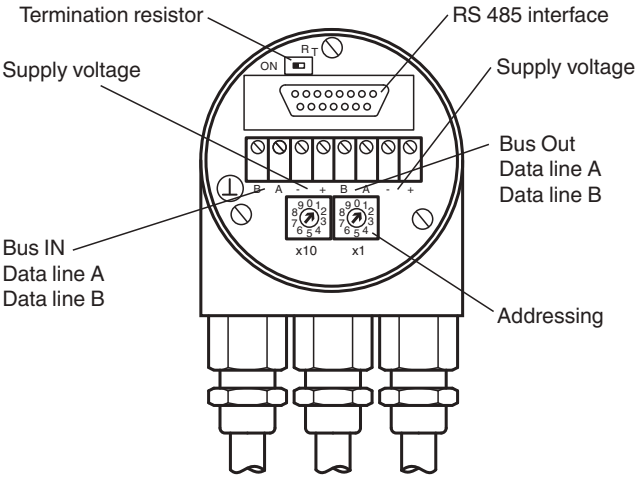 Termination resistor
RS 485 interface
R T
ON
Supply voltage
Supply voltage
Bus Out
Data line A
Data line B
B A - + B A - +
9 0 1 2 3 4 5 6 7 8
9 0 1 2 3 4 5 6 7 8
x10 x1
Bus IN
Data line A
Data line B
Addressing